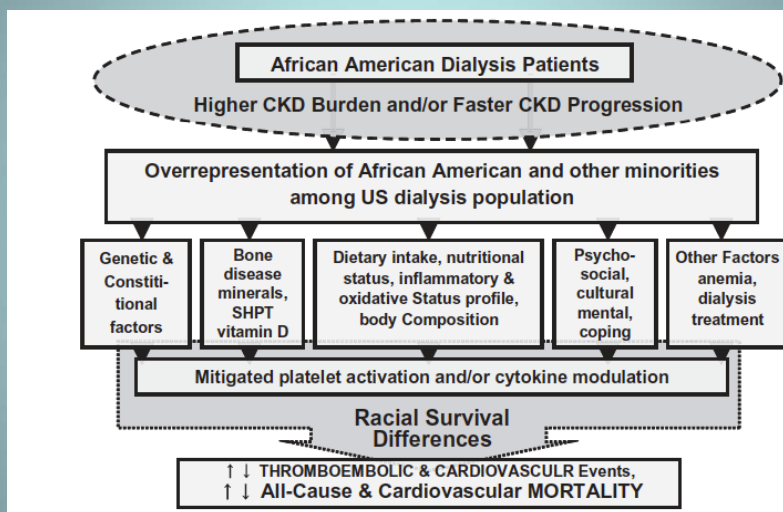 African American Dialysis Patients
Higher CKD Burden and/or Faster CKD Progression
Overrepresentation of African American and other minorities
among US dialysis population
Genetic &
Constiti-
tional
factors
Bone
disease
minerals,
SHPT
vitamin D
Dietary intake, nutritional
status, inflammatory &
oxidative Status profile,
body Composition
Psycho-
social,
cultural
mental,
coping
Other Factors
anemia,
dialysis
treatment
Mitigated platelet activation and/or cytokine modulation
Racial Survival
Differences
↑ ↓ THROMBOEMBOLIC & CARDIOVASCULR Events,
↑ ↓ All-Cause & Cardiovascular MORTALITY